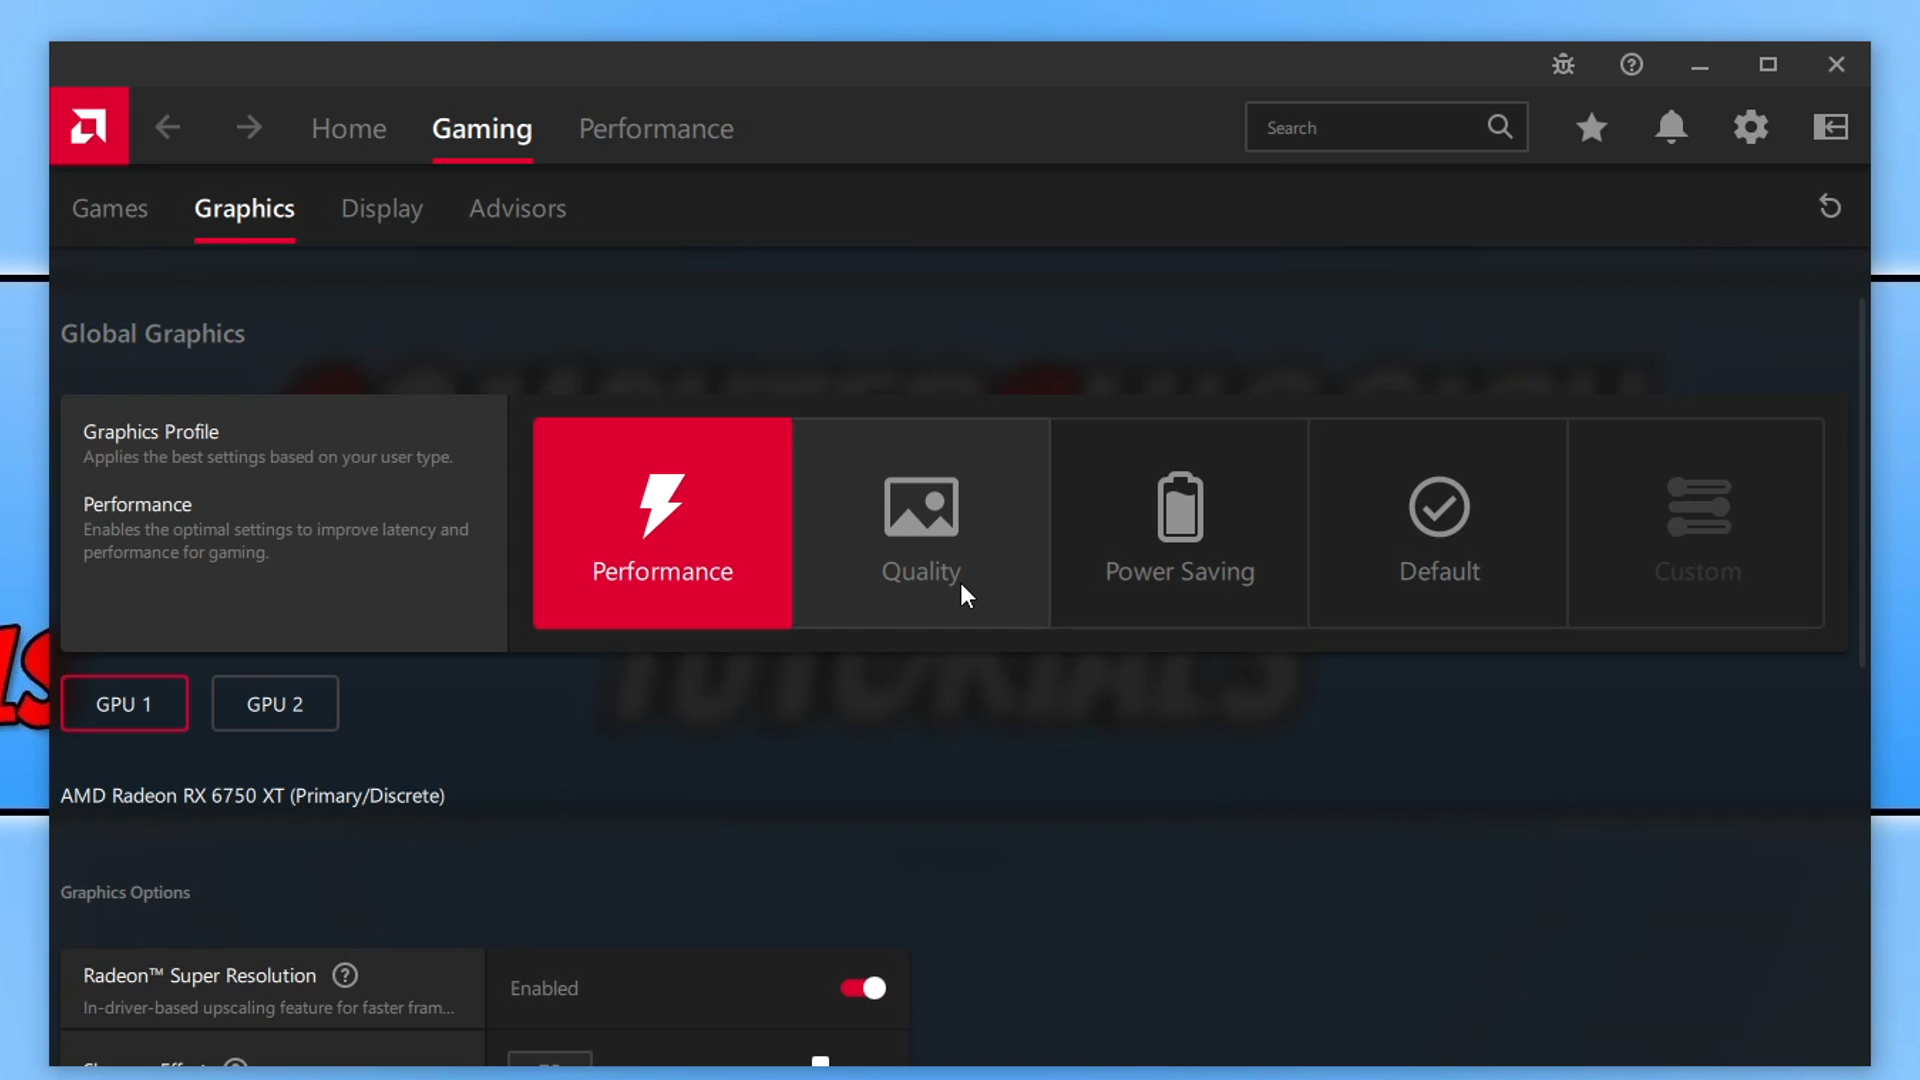 Home
Gaming
Performance
Search
Games
Graphics
Display
Advisors
Global Graphics
Graphics Profile
Applies the best settings based on your user type.
Performance
Enables the optimal settings to improve latency and
performance for gaming.
Performance
Quality
Power Saving
Default
Custom
TUTORIALS
GPU 1
GPU 2
AMD Radeon RX 6750 XT (Primary/Discrete)
Graphics Options
Radeon™ Super Resolution
In-driver-based upscaling feature for faster fram...
Enabled